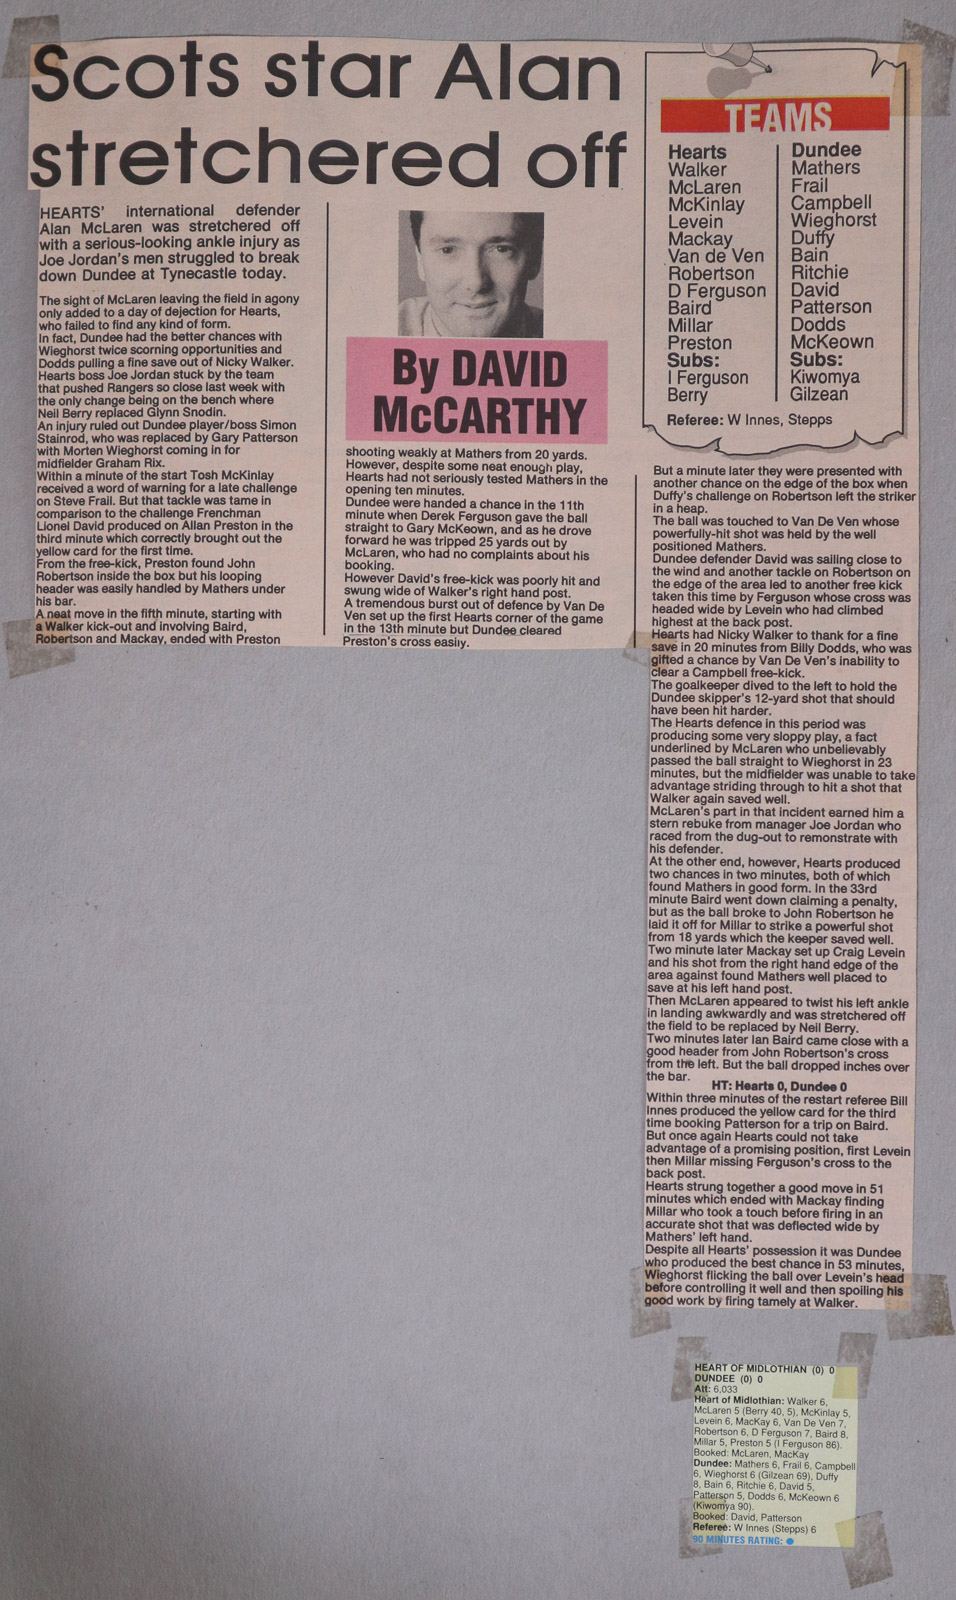 Scots star Alan
stretchered off
HEARTS' international defender
Alan McLaren was stretchered off
with a serious-looking ankle injury as
Joe Jordan's men struggled to break
down Dundee at Tynecastle today.
The sight of McLaren leaving the field in agony
only added to a day of dejection for Hearts,
who failed to find any kind of form.
In fact, Dundee had the better chances with
Wieghorst twice scorning opportunities and
Dodds pulling a fine save out of Nicky Walker.
Hearts boss Joe Jordan stuck by the team
that pushed Rangers so close last week with
the only change being on the bench where
Neil Berry replaced Glynn Snodin.
An injury ruled out Dundee player/boss Simon
Stainrod, who was replaced by Gary Patterson
with Morten Wieghorst coming in for
midfielder Graham Rix.
Within a minute of the start Tosh McKinlay
received a word of warning for a late challenge
on Steve Frail. But that tackle was tame in
comparison to the challenge Frenchman
Lionel David produced on Allan Preston in the
third minute which correctly brought out the
yellow card for the first time.
From the free-kick, Preston found John
Robertson inside the box but his looping
header was easily handled by Mathers under
his bar.
A neat move in the fifth minute, starting with
a Walker kick-out and involving Baird,
Robertson and Mackay, ended with Preston
By DAVID
McCARTHY
shooting weakly at Mathers from 20 yards.
However, despite some neat enough play,
Hearts had not seriously tested Mathers in the
opening ten minutes.
Dundee were handed a chance in the 11th
minute when Derek Ferguson gave the ball
straight to Gary McKeown, and as he drove
forward he was tripped 25 yards out by
McLaren, who had no complaints about his
booking.
However David's free-kick was poorly hit and
swung wide of Walker's right hand post.
A tremendous burst out of defence by Van De
Ven set up the first Hearts corner of the game
in the 13th minute but Dundee cleared
Preston's cross easily.
TEAMS
Hearts
Walker
McLaren
McKinlay
Levein
Mackay
Van de Ven
Robertson
D Ferguson
Baird
Millar
Preston
Subs:
I Ferguson
Berry
Dundee
Mathers
Frail
Campbell
Wieghorst
Duffy
Bain
Ritchie
David
Patterson
Dodds
McKeown
Subs:
Kiwomya
Gilzean
Referee: W Innes, Stepps
But a minute later they were presented with
another chance on the edge of the box when
Duffy's challenge on Robertson left the striker
in a heap.
The ball was touched to Van De Ven whose
powerfully-hit shot was held by the well
positioned Mathers.
Dundee defender David was sailing close to
the wind and another tackle on Robertson on
the edge of the area led to another free kick
taken this time by Ferguson whose cross was
headed wide by Levein who had climbed
highest at the back post.
Hearts had Nicky Walker to thank for a fine
save in 20 minutes from Billy Dodds, who was
gifted a chance by Van De Ven's inability to
clear a Campbell free-kick.
The goalkeeper dived to the left to hold the
Dundee skipper's 12-yard shot that should
have been hit harder.
The Hearts defence in this period was
producing some very sloppy play, a fact
underlined by McLaren who unbelievably
passed the ball straight to Wieghorst in 23
minutes, but the midfielder was unable to take
advantage striding through to hit a shot that
Walker again saved well.
McLaren's part in that incident earned him a
stern rebuke from manager Joe Jordan who
raced from the dug-out to remonstrate with
his defender.
At the other end, however, Hearts produced
two chances in two minutes, both of which
found Mathers in good form. In the 33rd
minute Baird went down claiming a penalty,
but as the ball broke to John Robertson he
laid it off for Millar to strike a powerful shot
from 18 yards which the keeper saved well.
Two minute later Mackay set up Craig Levein
and his shot from the right hand edge of the
area against found Mathers well placed to
save at his left hand post.
Then McLaren appeared to twist his left ankle
in landing awkwardly and was stretchered off
the field to be replaced by Neil Berry.
Two minutes later Ian Baird came close with a
good header from John Robertson's cross
from the left. But the ball dropped inches over
the bar.
HT: Hearts 0, Dundee 0
Within three minutes of the restart referee Bill
Innes produced the yellow card for the third
time booking Patterson for a trip on Baird.
But once again Hearts could not take
advantage of a promising position, first Levein
then Millar missing Ferguson's cross to the
back post.
Hearts strung together a good move in 51
minutes which ended with Mackay finding
Millar who took a touch before firing in an
accurate shot that was deflected wide by
Mathers' left hand.
Despite all Hearts' possession it was Dundee
who produced the best chance in 53 minutes,
Wieghorst flicking the ball over Levein's head
before controlling it well and then spoiling his
good work by firing tamely at Walker.
HEART OF MIDLOTHIAN (0) 0
DUNDEE (0) 0
Att: 6,033
Heart of Midlothian: Walker 6,
McLaren 5 (Berry 40, 5), McKinlay 5,
Levein 6, MacKay 6, Van De Ven 7,
Robertson 6, D Ferguson 7, Baird 8,
Millar 5, Preston 5 (I Ferguson 86).
Booked: McLaren, MacKay
Dundee: Mathers 6, Frail 6, Campbell
6, Wieghorst 6 (Gilzean 69), Duffy
8, Bain 6, Ritchie 6, David 5,
Patterson 5, Dodds 6, McKeown 6
(Kiwomya 90).
Booked: David, Patterson
Referee: W Innes (Stepps) 6
90 MINUTES RATING: ●